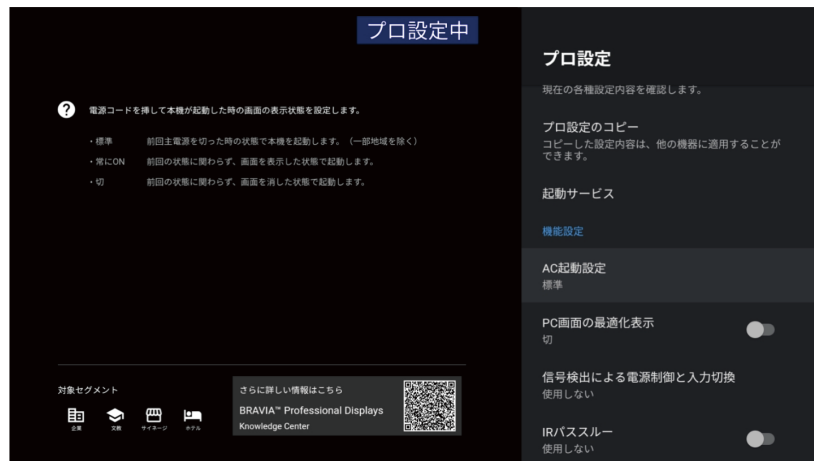 プロ設定中
? 電源コードを挿して本機が起動した時の画面の表示状態を設定します。
・標準 前回主電源を切った時の状態で本機を起動します。（一部地域を除く）
・常にON 前回の状態に関わらず、画面を表示した状態で起動します。
・切 前回の状態に関わらず、画面を消した状態で起動します。
対象セグメント
企業 文教 サイネージ ホテル
さらに詳しい情報はこちら
BRAVIA™ Professional Displays
Knowledge Center
プロ設定
現在の各種設定内容を確認します。
プロ設定のコピー
コピーした設定内容は、他の機器に適用することが
できます。
起動サービス
機能設定
AC起動設定
標準
PC画面の最適化表示
切
信号検出による電源制御と入力切換
使用しない
IRパススルー
使用しない